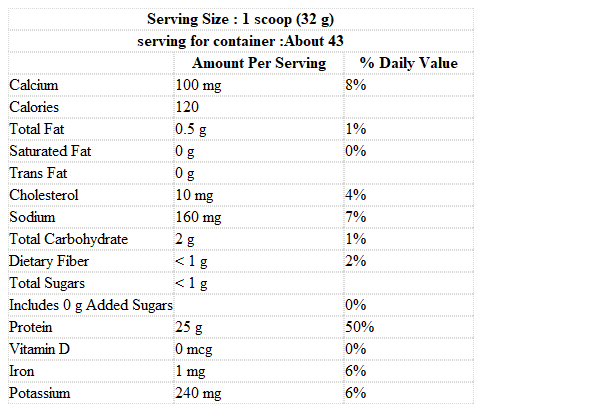 Serving Size : 1 scoop (32 g)
serving for container :About 43
Amount Per Serving % Daily Value
Calcium 100 mg 8%
Calories 120
Total Fat 0.5 g 1%
Saturated Fat 0 g 0%
Trans Fat 0 g
Cholesterol 10 mg 4%
Sodium 160 mg 7%
Total Carbohydrate 2 g 1%
Dietary Fiber < 1 g 2%
Total Sugars < 1 g
Includes 0 g Added Sugars 0%
Protein 25 g 50%
Vitamin D 0 mcg 0%
Iron 1 mg 6%
Potassium 240 mg 6%